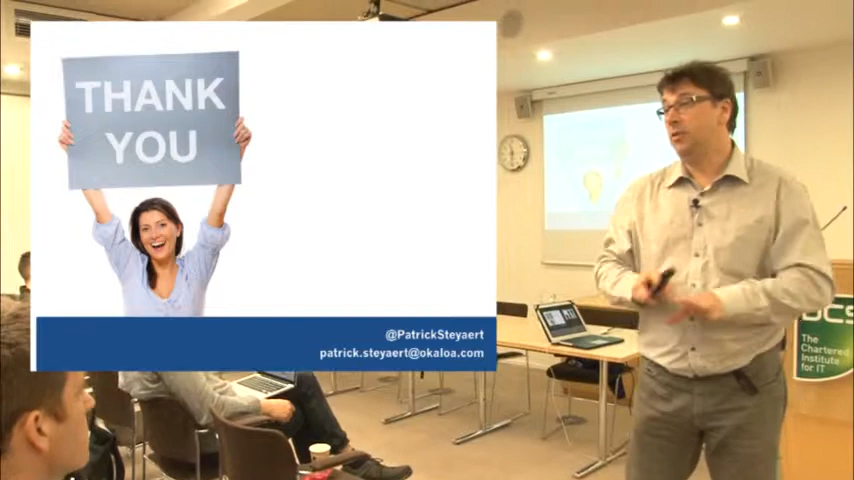 THANK
YOU
@PatrickSteyaert
patrick.steyaert@okaloa.com
BCS
The
Chartered
Institute
for IT